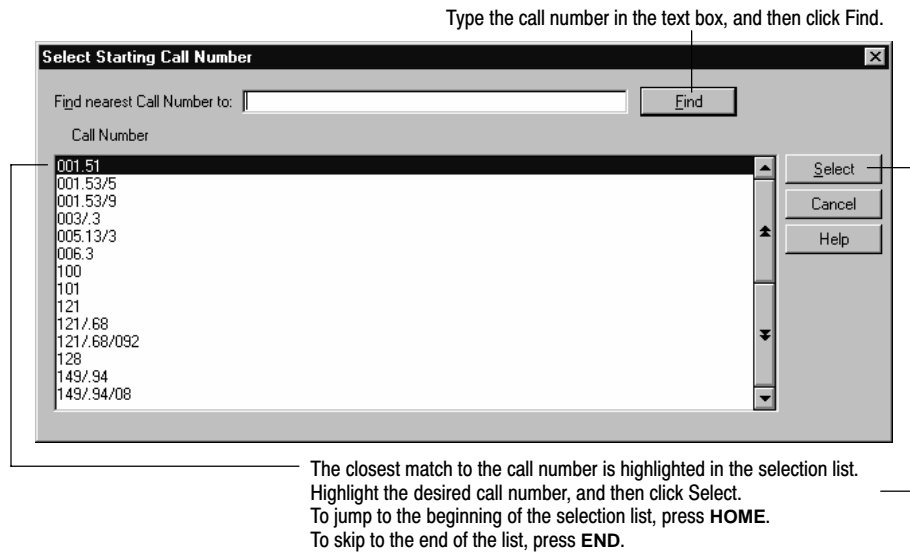 Type the call number in the text box, and then click Find.
Select Starting Call Number
Find nearest Call Number to:
Find
Call Number
001.51
001.53/5
001.53/9
003/.3
005.13/3
006.3
100
101
121
121/.68
121/.68/092
128
149/.94
149/.94/08
Select
Cancel
Help
The closest match to the call number is highlighted in the selection list.
Highlight the desired call number, and then click Select.
To jump to the beginning of the selection list, press HOME.
To skip to the end of the list, press END.